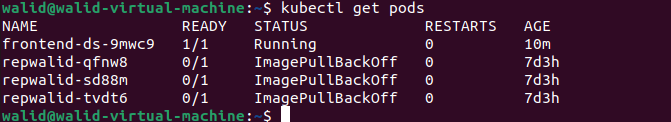 walid@walid-virtual-machine:~$ kubectl get pods
NAME READY STATUS RESTARTS AGE
frontend-ds-9mwc9 1/1 Running 0 10m
repwalid-qfnw8 0/1 ImagePullBackOff 0 7d3h
repwalid-sd88m 0/1 ImagePullBackOff 0 7d3h
repwalid-tvdt6 0/1 ImagePullBackOff 0 7d3h
walid@walid-virtual-machine:~$